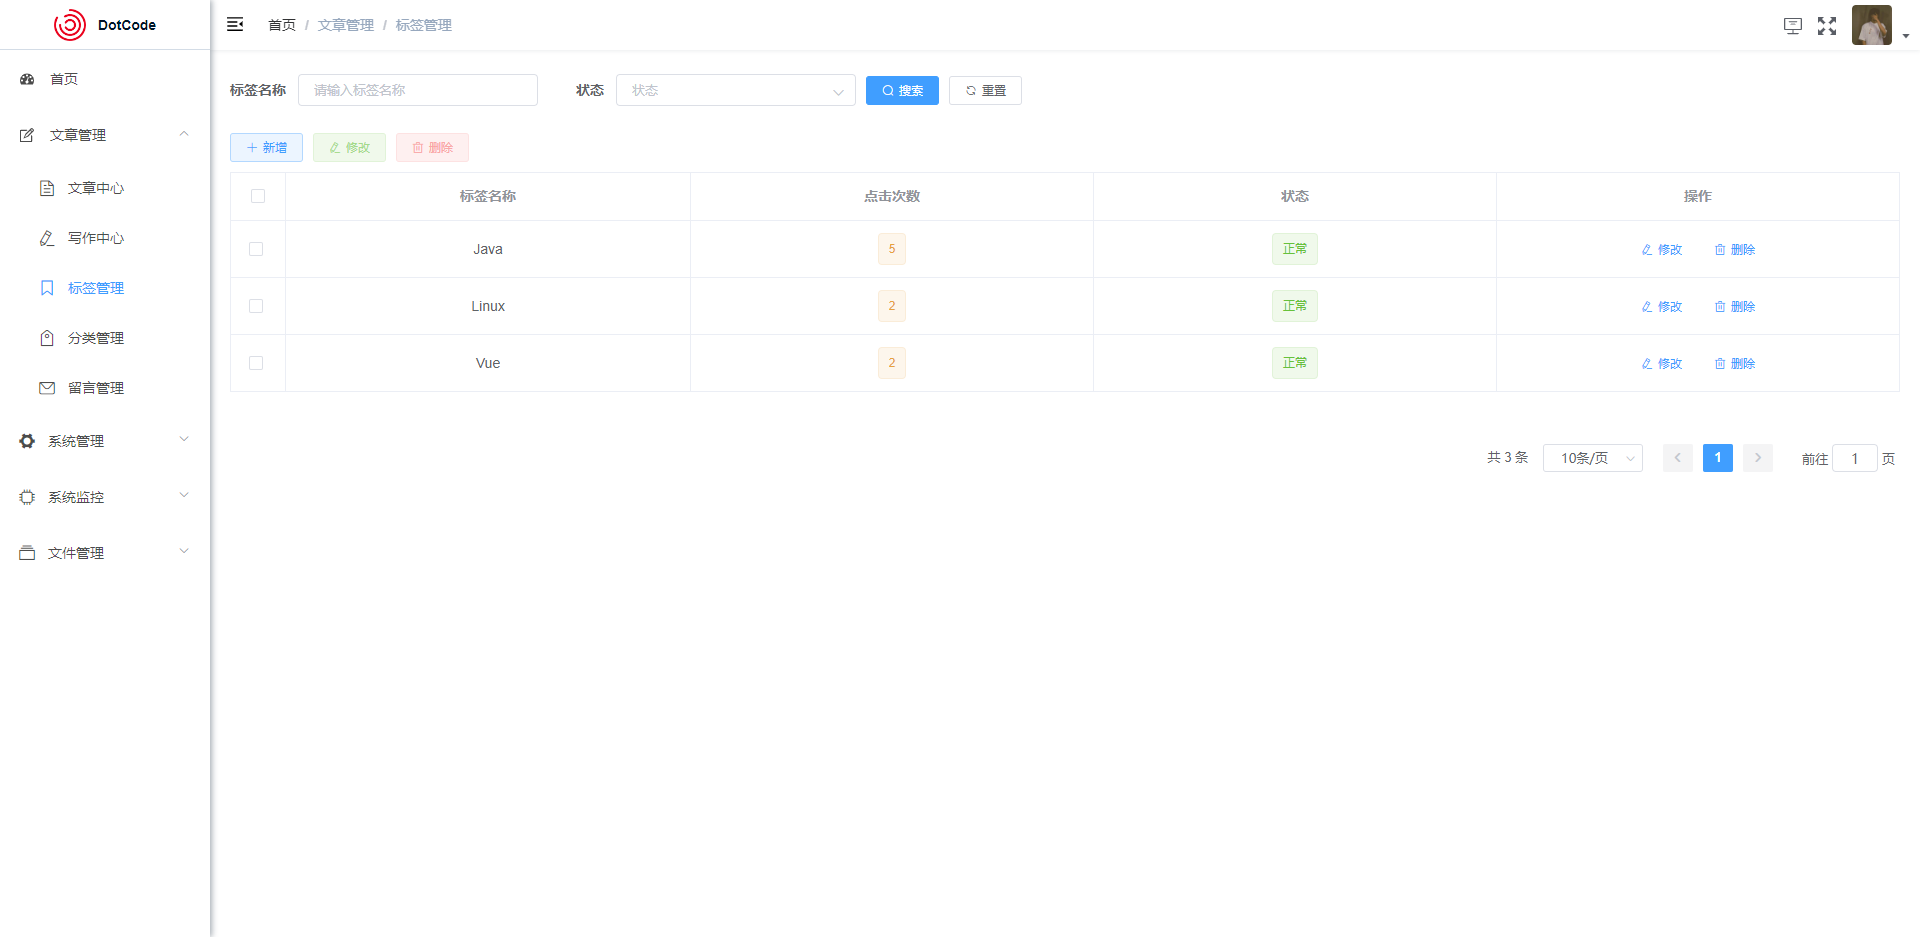 DotCode
首页 / 文章管理 / 标签管理
首页
文章管理
文章中心
写作中心
标签管理
分类管理
留言管理
系统管理
系统监控
文件管理
标签名称 请输入标签名称 状态 状态 搜索 重置
新增 修改 删除
标签名称 点击次数 状态 操作
Java 5 正常 修改 删除
Linux 2 正常 修改 删除
Vue 2 正常 修改 删除
共 3 条 10条/页 1 前往 1 页